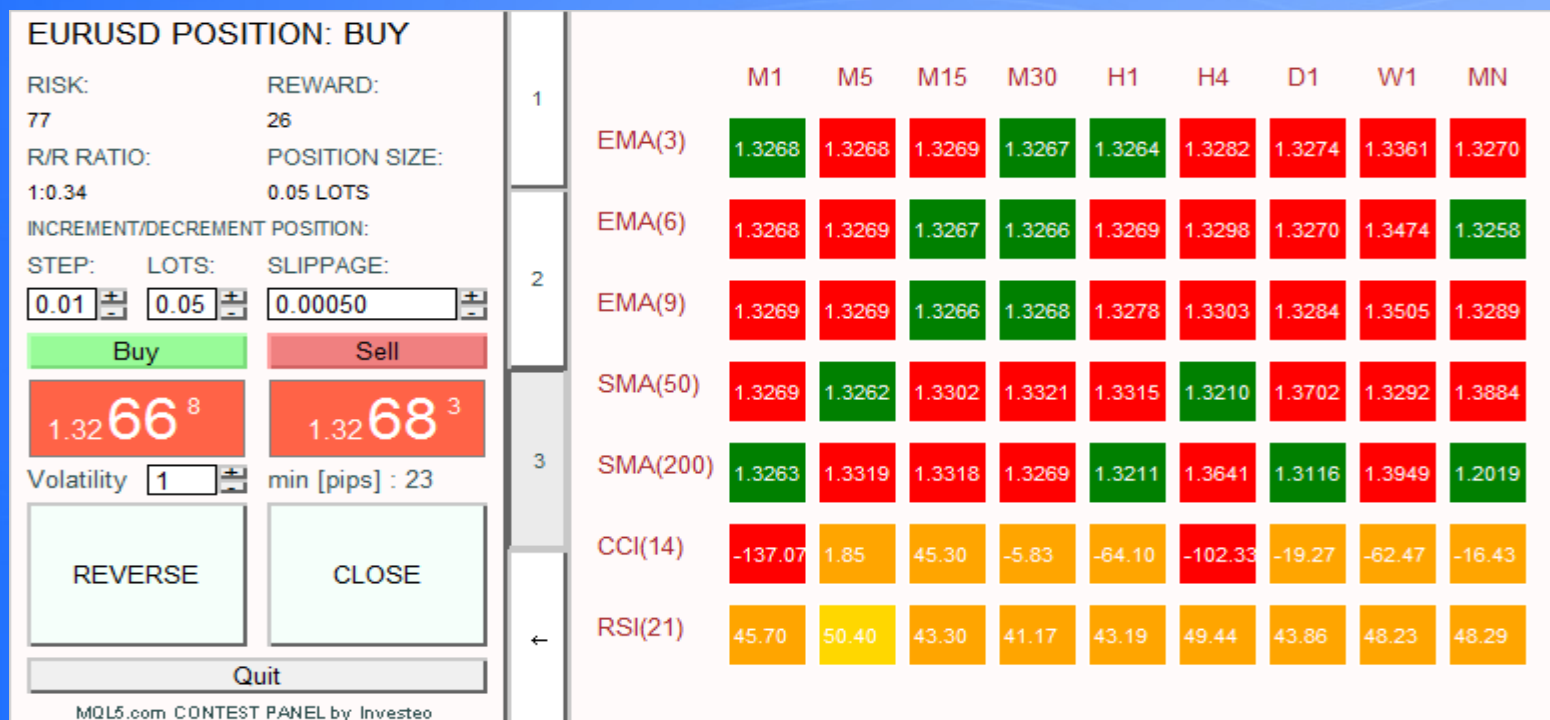 EURUSD POSITION: BUY
RISK: REWARD:
77 26
R/R RATIO: POSITION SIZE:
1:0.34 0.05 LOTS
INCREMENT/DECREMENT POSITION:
STEP: LOTS: SLIPPAGE:
0.01 + - 0.05 + - 0.00050 + -
Buy Sell
1.32 66 8 1.32 68 3
Volatility 1 + - min [pips] : 23
REVERSE CLOSE
Quit
MQL5.com CONTEST PANEL by Investeo
1
2
3
←
M1 M5 M15 M30 H1 H4 D1 W1 MN
EMA(3) 1.3268 1.3268 1.3269 1.3267 1.3264 1.3282 1.3274 1.3361 1.3270
EMA(6) 1.3268 1.3269 1.3267 1.3266 1.3269 1.3298 1.3270 1.3474 1.3258
EMA(9) 1.3269 1.3269 1.3266 1.3268 1.3278 1.3303 1.3284 1.3505 1.3289
SMA(50) 1.3269 1.3262 1.3302 1.3321 1.3315 1.3210 1.3702 1.3292 1.3884
SMA(200) 1.3263 1.3319 1.3318 1.3269 1.3211 1.3641 1.3116 1.3949 1.2019
CCI(14) -137.07 1.85 45.30 -5.83 -64.10 -102.33 -19.27 -62.47 -16.43
RSI(21) 45.70 50.40 43.30 41.17 43.19 49.44 43.86 48.23 48.29